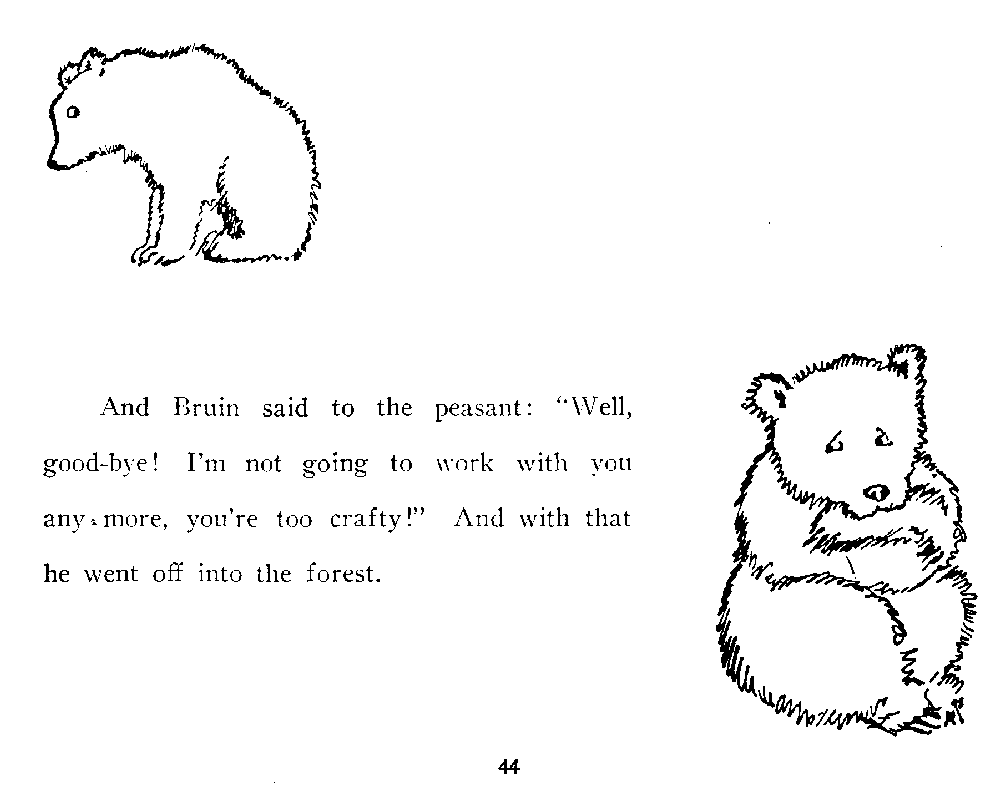 And Bruin said to the peasant: “Well,
good-bye! I'm not going to work with you
any more, you're too crafty!” And with that
he went off into the forest.
44